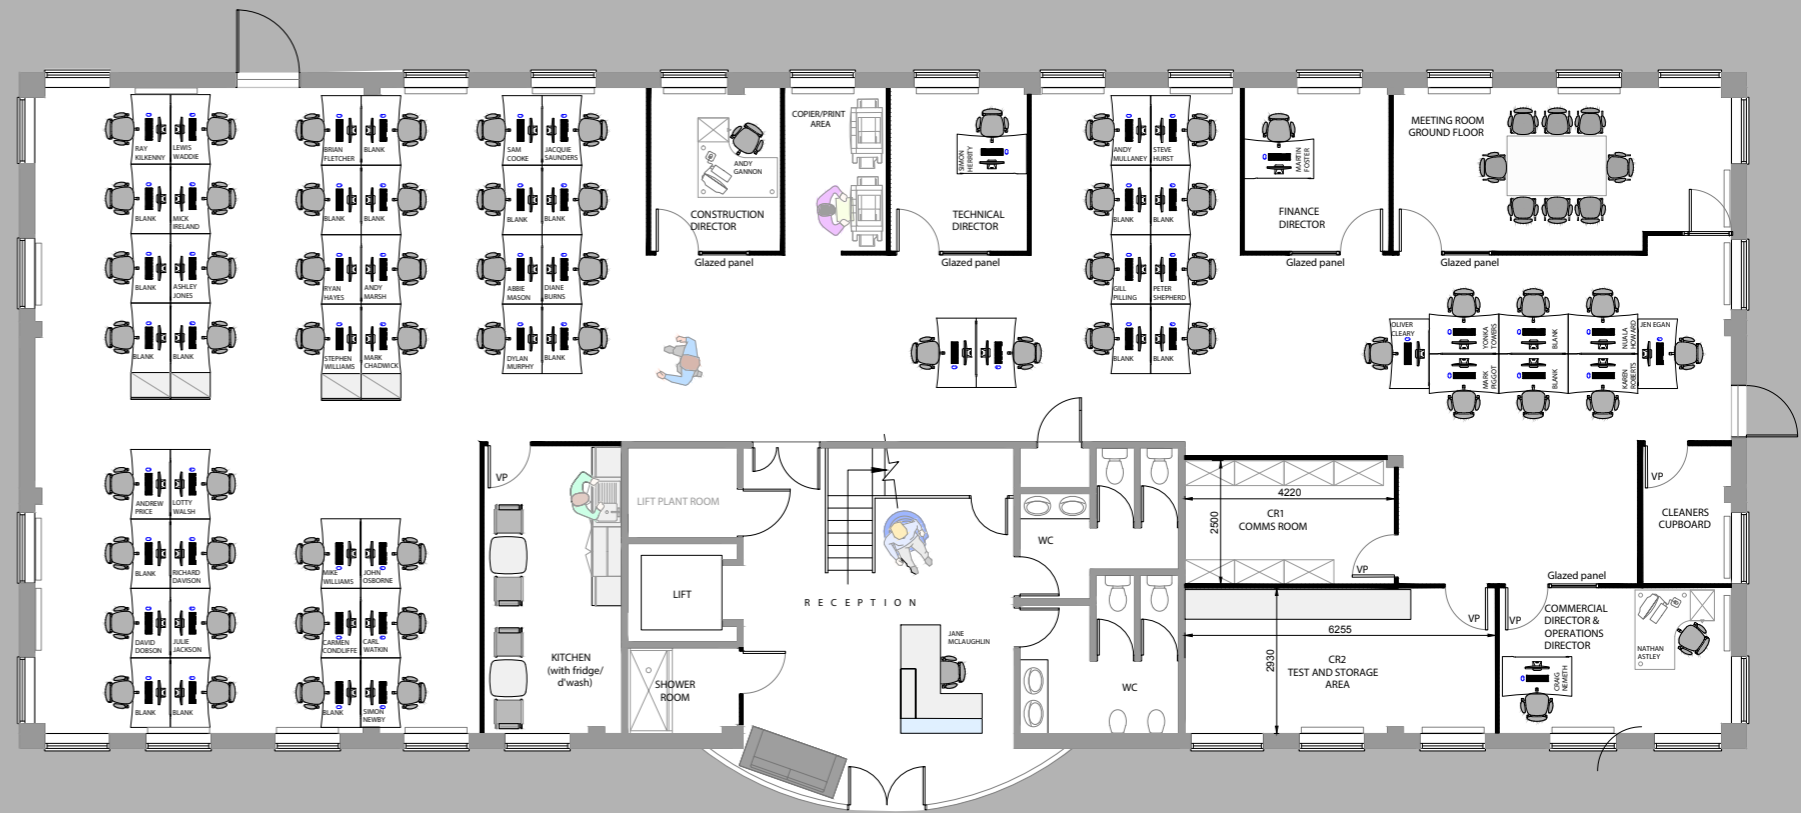 RAY
KILKENNY
LEWIS
WADDIE
BLANK
MICK
IRELAND
BLANK
ASHLEY
JONES
BLANK
BLANK
BRIAN
FLETCHER
BLANK
BLANK
BLANK
RYAN
HAYES
ANDY
MARSH
STEPHEN
WILLIAMS
MARK
CHADWICK
SAM
COOKE
JACQUIE
SAUNDERS
BLANK
BLANK
ABBIE
MASON
DIANE
BURNS
DYLAN
MURPHY
BLANK
ANDY
GANNON
CONSTRUCTION
DIRECTOR
Glazed panel
COPIER/PRINT
AREA
SIMON
HERRITY
TECHNICAL
DIRECTOR
Glazed panel
ANDY
MULLANEY
STEVE
HURST
BLANK
BLANK
GILL
PILLING
PETER
SHEPHERD
BLANK
BLANK
MARTIN
FOSTER
FINANCE
DIRECTOR
Glazed panel
MEETING ROOM
GROUND FLOOR
Glazed panel
OLIVER
CLEARY
YONKA
TOWERS
BLANK
NUALA
HOWARD
JEN EGAN
MARK
PIGGOT
BLANK
KAREN
ROBERTS
ANDREW
PRICE
LOTTY
WALSH
BLANK
RICHARD
DAVISON
DAVID
DOBSON
JULIE
JACKSON
BLANK
BLANK
MIKE
WILLIAMS
JOHN
OSBORNE
CARMEN
CONDLIFFE
CARL
WATKIN
BLANK
SIMON
NEWBY
VP
KITCHEN
(with fridge/
d'wash)
LIFT PLANT ROOM
LIFT
SHOWER
ROOM
RECEPTION
JANE
MCLAUGHLIN
WC
WC
4220
2500
CR1
COMMS ROOM
VP
6255
2930
CR2
TEST AND STORAGE
AREA
VP
VP
Glazed panel
COMMERCIAL
DIRECTOR &
OPERATIONS
DIRECTOR
NATHAN
ASTLEY
CRAIG
NEMETH
VP
CLEANERS
CUPBOARD